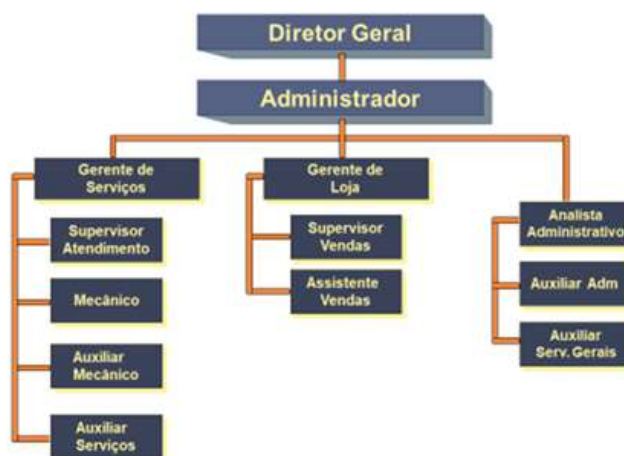 Diretor Geral
Administrador
Gerente de
Serviços
Supervisor
Atendimento
Mecânico
Auxiliar
Mecânico
Auxiliar
Serviços
Gerente de
Loja
Supervisor
Vendas
Assistente
Vendas
Analista
Administrativo
Auxiliar Adm
Auxiliar
Serv. Gerais